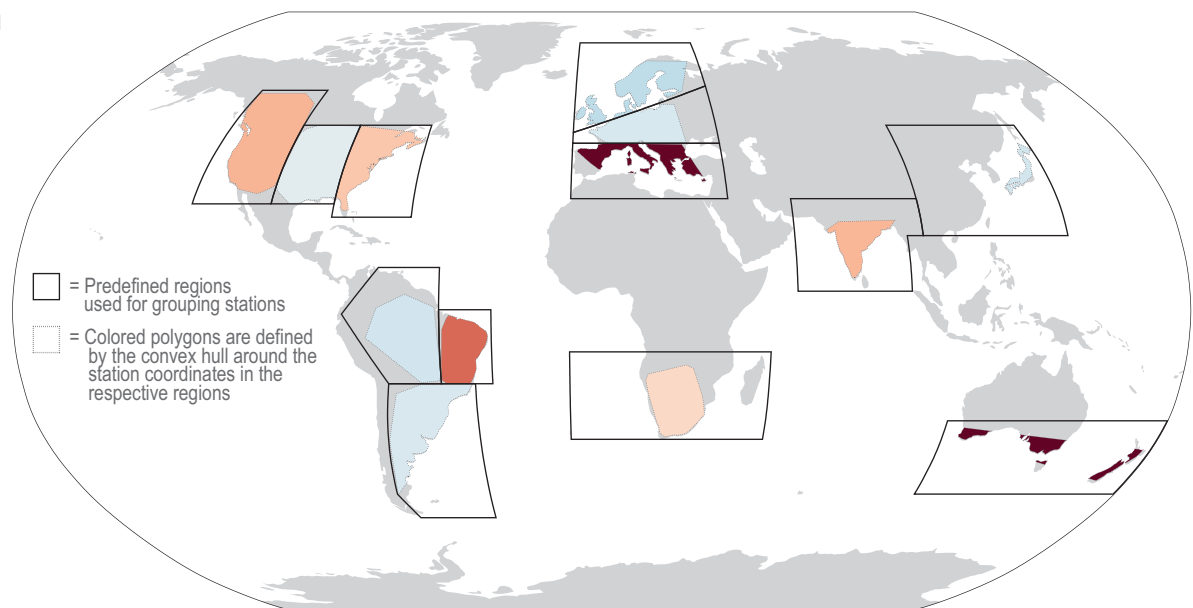 = Predefined regions
used for grouping stations
= Colored polygons are defined
by the convex hull around the
station coordinates in the
respective regions